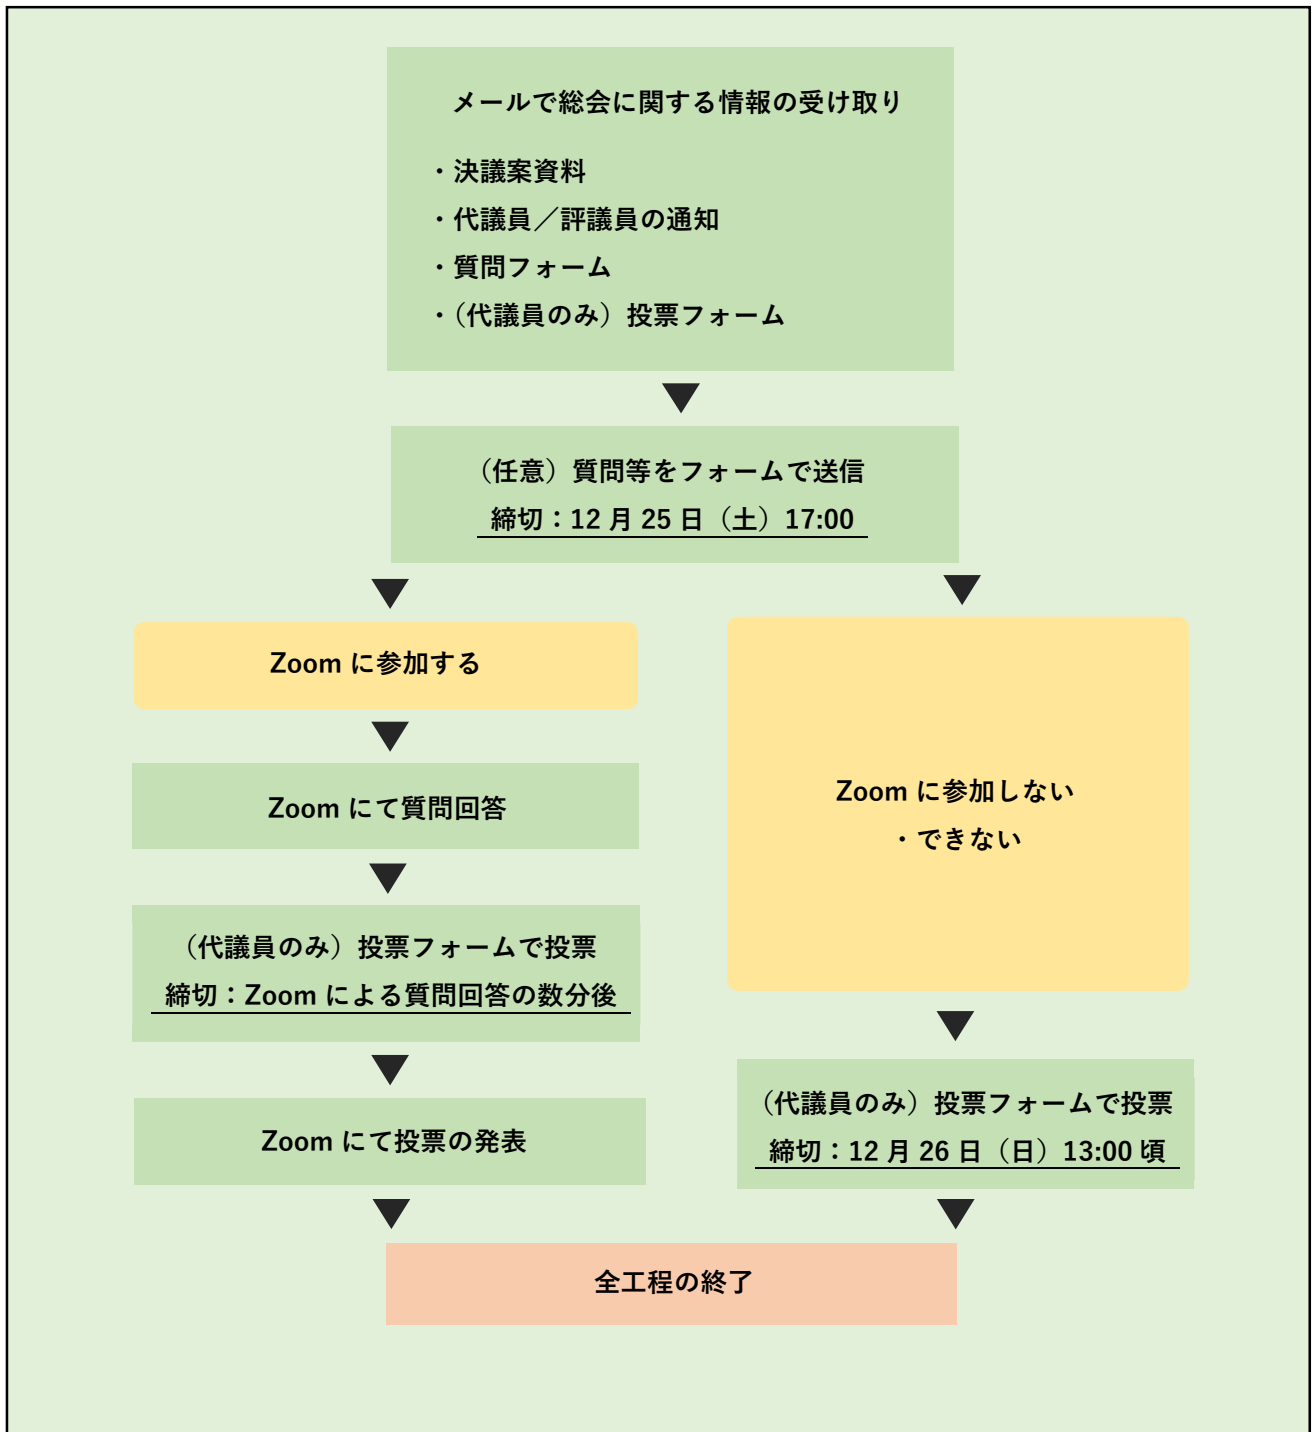 メールで総会に関する情報の受け取り
・決議案資料
・代議員／評議員の通知
・質問フォーム
・（代議員のみ）投票フォーム
（任意）質問等をフォームで送信
締切：12 月 25 日（土）17:00
Zoom に参加する
Zoom にて質問回答
（代議員のみ）投票フォームで投票
締切：Zoom による質問回答の数分後
Zoom にて投票の発表
Zoom に参加しない
・できない
（代議員のみ）投票フォームで投票
締切：12 月 26 日（日）13:00 頃
全工程の終了